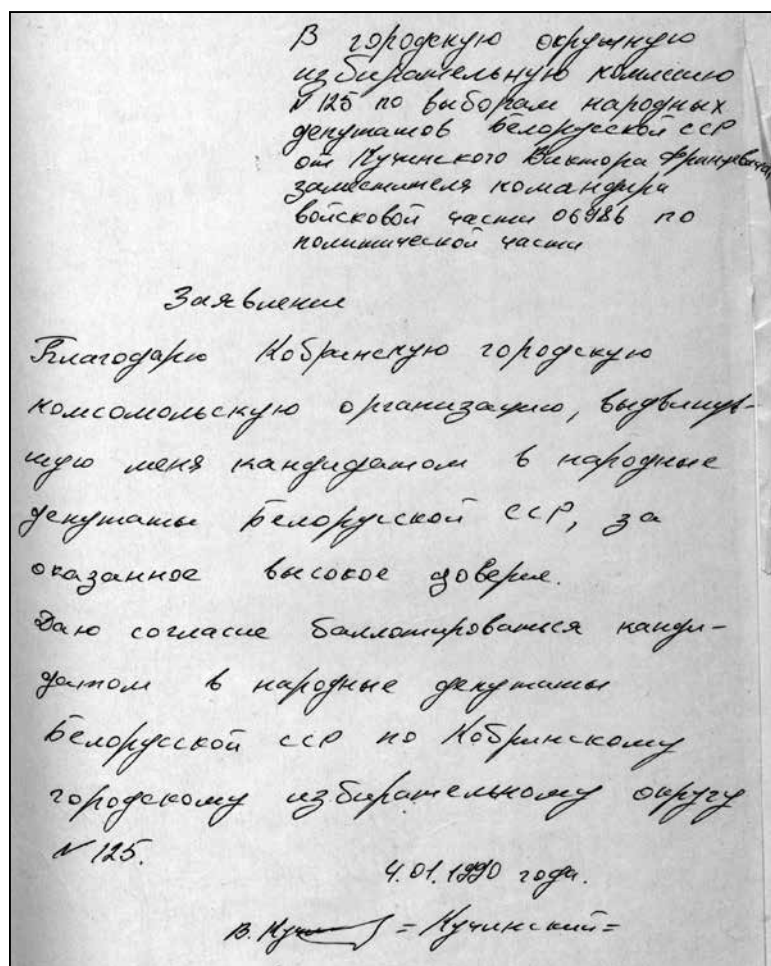 В городскую окружную
избирательную комиссию
N 125 по выборам народных
депутатов Белорусской ССР
от Кучинского Виктора Францевича,
заместителя командира
войсковой части 06986 по
политической части
Заявление
Благодарю Кобринскую городскую
комсомольскую организацию, выдвинув-
шую меня кандидатом в народные
депутаты Белорусской ССР, за
оказанное высокое доверие.
Даю согласие баллотироваться канди-
датом в народные депутаты
Белорусской ССР по Кобринскому
городскому избирательному округу
N 125.
4.01.1990 года.
В. Кучин = Кучинский =